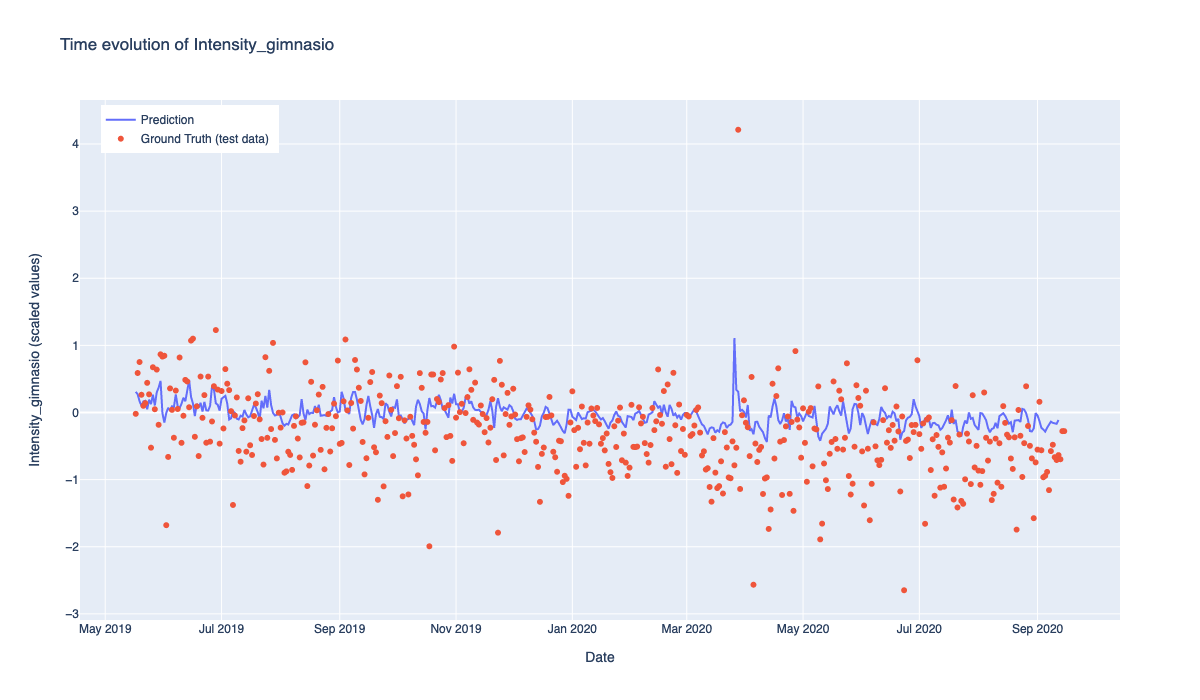 Time evolution of Intensity_gimnasio
Prediction
Ground Truth (test data)
Intensity_gimnasio (scaled values)
4
3
2
1
0
−1
−2
−3
May 2019 Jul 2019 Sep 2019 Nov 2019 Jan 2020 Mar 2020 May 2020 Jul 2020 Sep 2020
Date